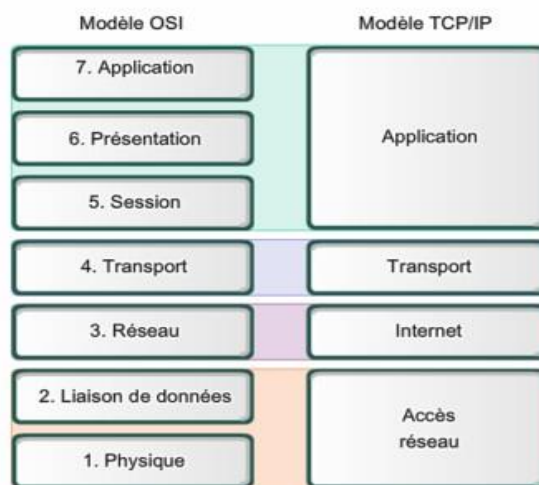 Modèle OSI
Modèle TCP/IP
7. Application
6. Présentation
5. Session
Application
4. Transport
Transport
3. Réseau
Internet
2. Liaison de données
1. Physique
Accès
réseau